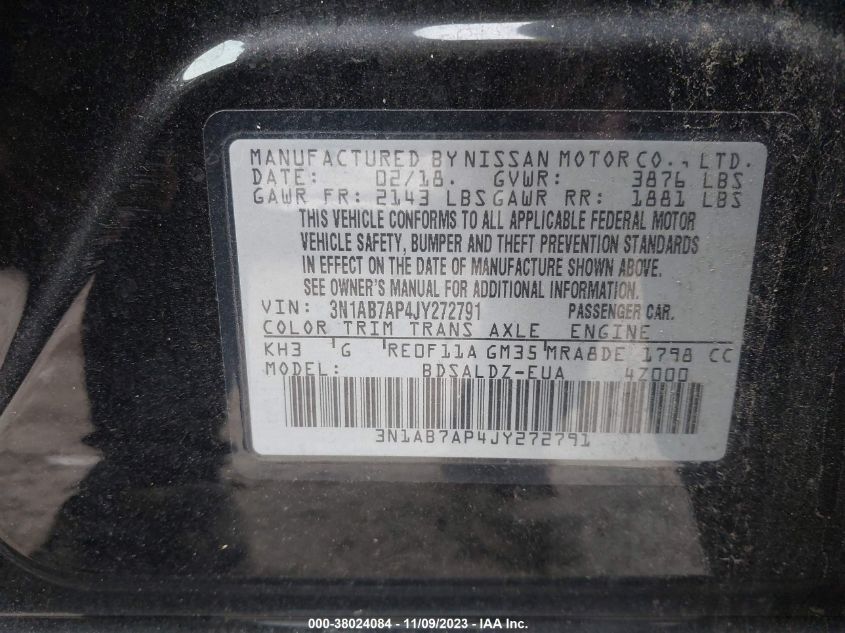 MANUFACTURED BY NISSAN MOTOR CO., LTD.
DATE: 02/18. GVWR: 3876 LBS
GAWR FR: 2143 LBS GAWR RR: 1881 LBS
THIS VEHICLE CONFORMS TO ALL APPLICABLE FEDERAL MOTOR
VEHICLE SAFETY, BUMPER AND THEFT PREVENTION STANDARDS
IN EFFECT ON THE DATE OF MANUFACTURE SHOWN ABOVE.
SEE OWNER'S MANUAL FOR ADDITIONAL INFORMATION.
VIN: 3N1AB7AP4JY272791 PASSENGER CAR.
COLOR TRIM TRANS AXLE ENGINE
KH3 G RE0F11A GM35 MRA8DE 1798 CC
MODEL: BDSALDZ-EUA 4Z000
3N1AB7AP4JY272791
000-38024084 - 11/09/2023 - IAA Inc.